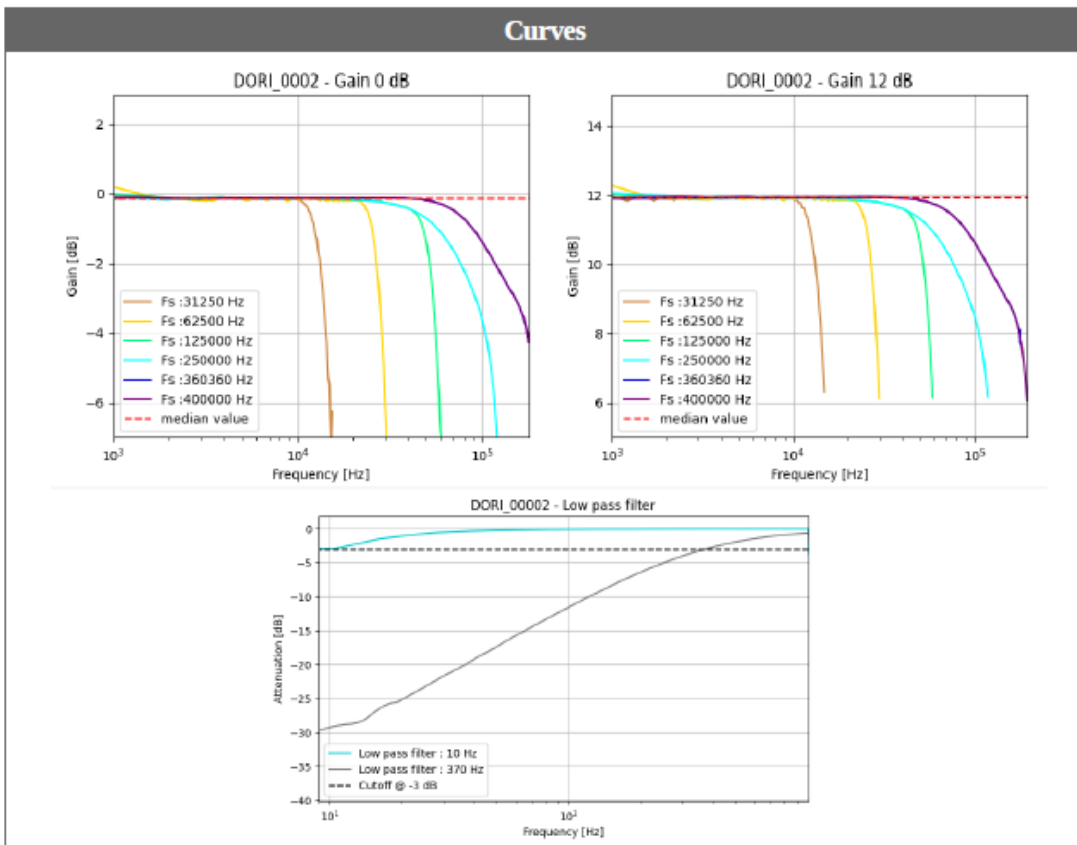 Curves
DORI_0002 - Gain 0 dB
Gain [dB]
2
0
−2
−4
−6
Fs :31250 Hz
Fs :62500 Hz
Fs :125000 Hz
Fs :250000 Hz
Fs :360360 Hz
Fs :400000 Hz
median value
10³
10⁴
10⁵
Frequency [Hz]
DORI_0002 - Gain 12 dB
Gain [dB]
14
12
10
8
6
Fs :31250 Hz
Fs :62500 Hz
Fs :125000 Hz
Fs :250000 Hz
Fs :360360 Hz
Fs :400000 Hz
median value
10³
10⁴
10⁵
Frequency [Hz]
DORI_00002 - Low pass filter
Attenuation [dB]
0
−5
−10
−15
−20
−25
−30
−35
−40
Low pass filter : 10 Hz
Low pass filter : 370 Hz
Cutoff @ -3 dB
10¹
10²
Frequency [Hz]